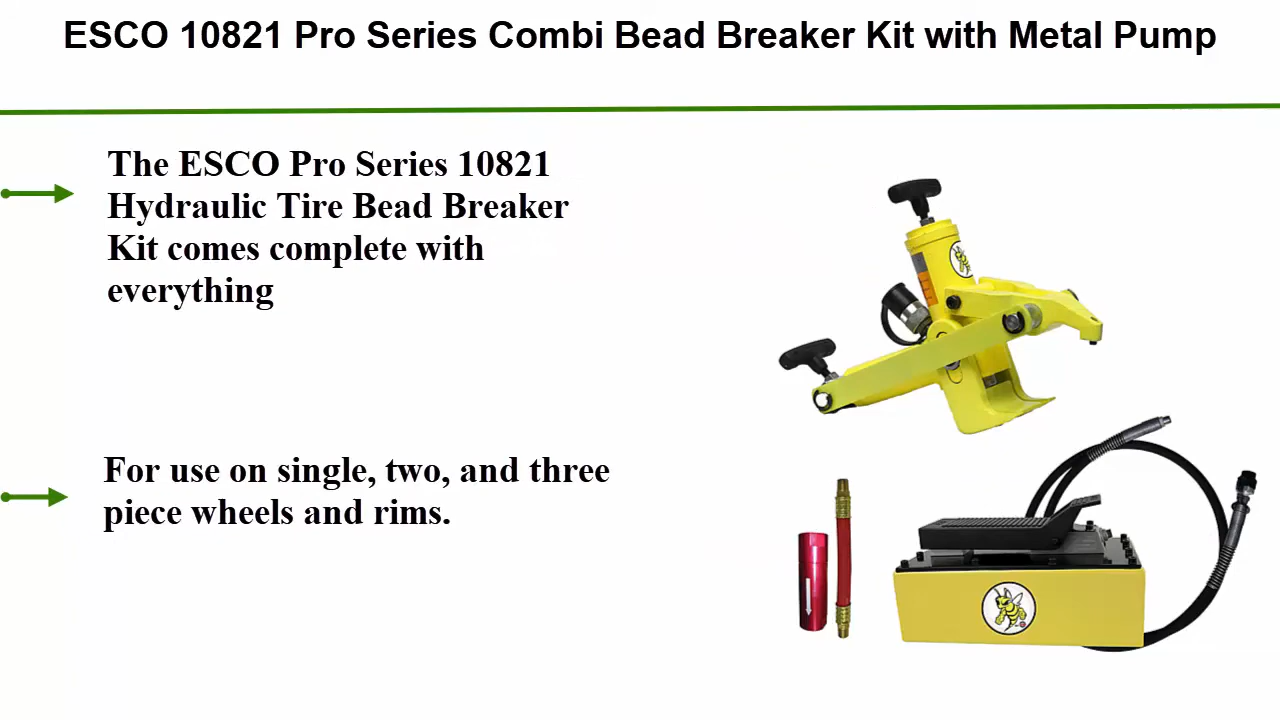 ESCO 10821 Pro Series Combi Bead Breaker Kit with Metal Pump
The ESCO Pro Series 10821
Hydraulic Tire Bead Breaker
Kit comes complete with
everything
For use on single, two, and three
piece wheels and rims.